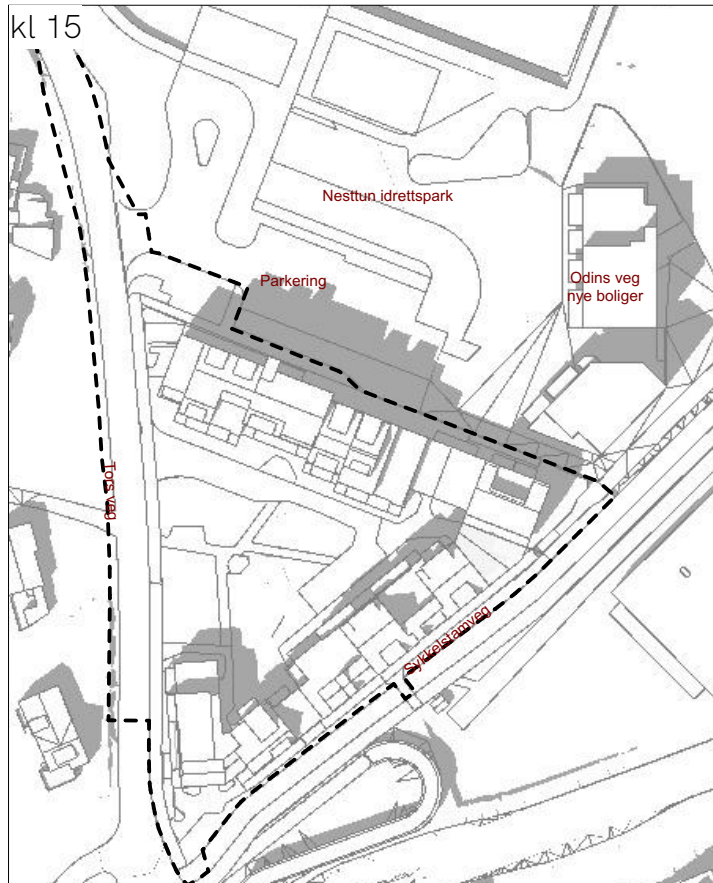 kl 15
Nesttun idrettspark
Parkering
Odins veg
nye boliger
Tors veg
Sykkelstamveg